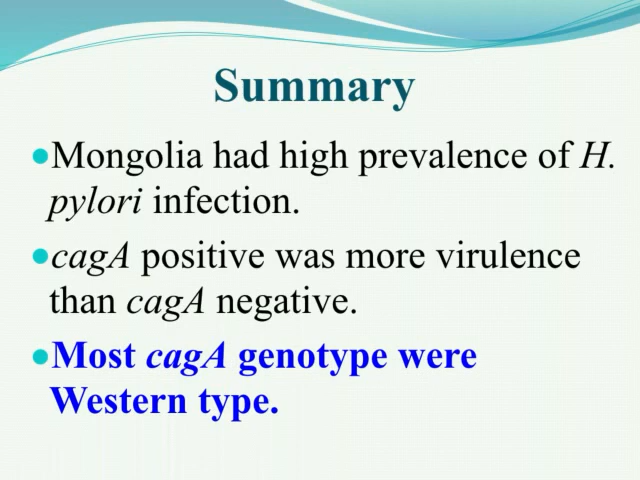 Summary
•Mongolia had high prevalence of H.
pylori infection.
•cagA positive was more virulence
than cagA negative.
•Most cagA genotype were
Western type.